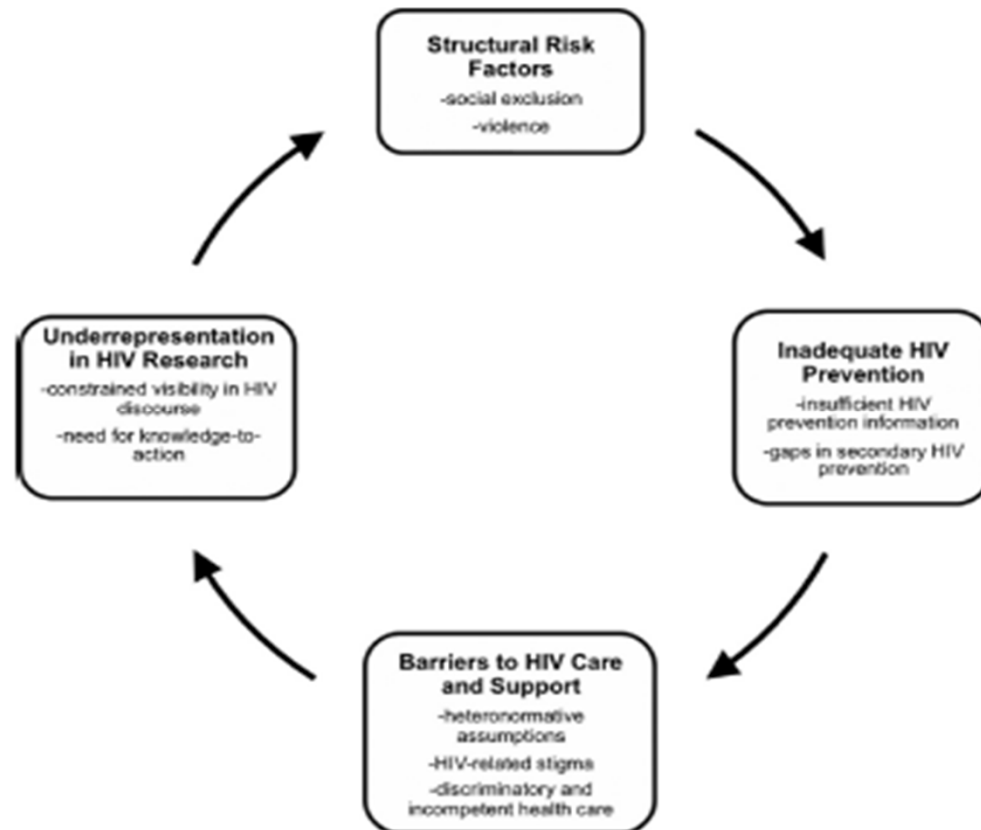 Structural Risk
Factors
-social exclusion
-violence
Inadequate HIV
Prevention
-insufficient HIV
prevention information
-gaps in secondary HIV
prevention
Barriers to HIV Care
and Support
-heteronormative
assumptions
-HIV-related stigma
-discriminatory and
incompetent health care
Underrepresentation
in HIV Research
-constrained visibility in HIV
discourse
-need for knowledge-to-
action